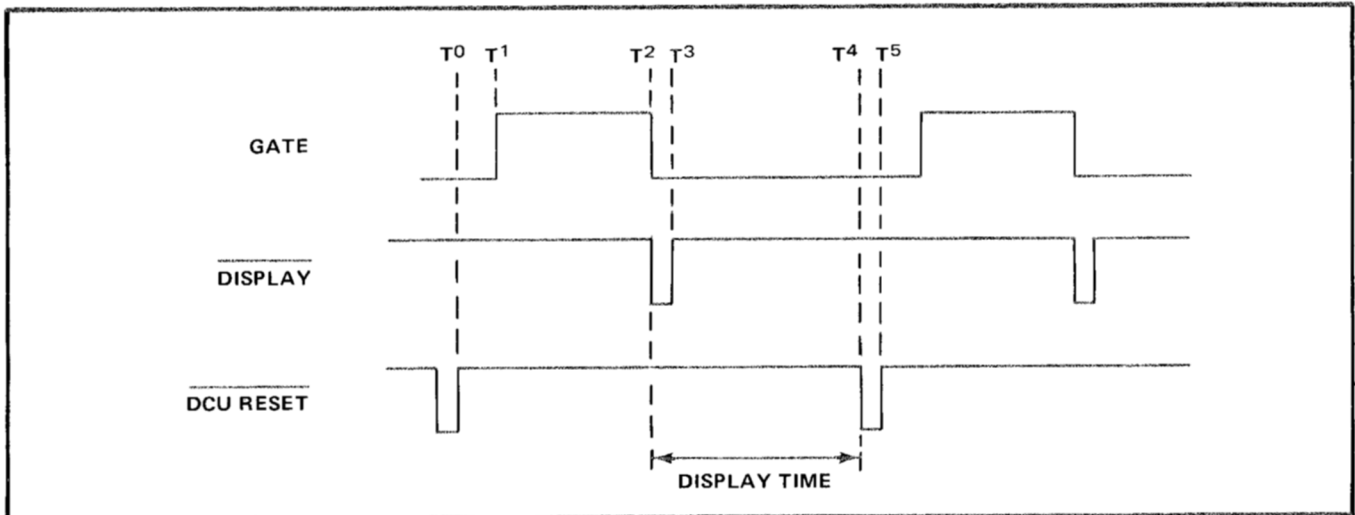 T⁰ T¹ T² T³ T⁴ T⁵
GATE
DISPLAY
DCU RESET
DISPLAY TIME